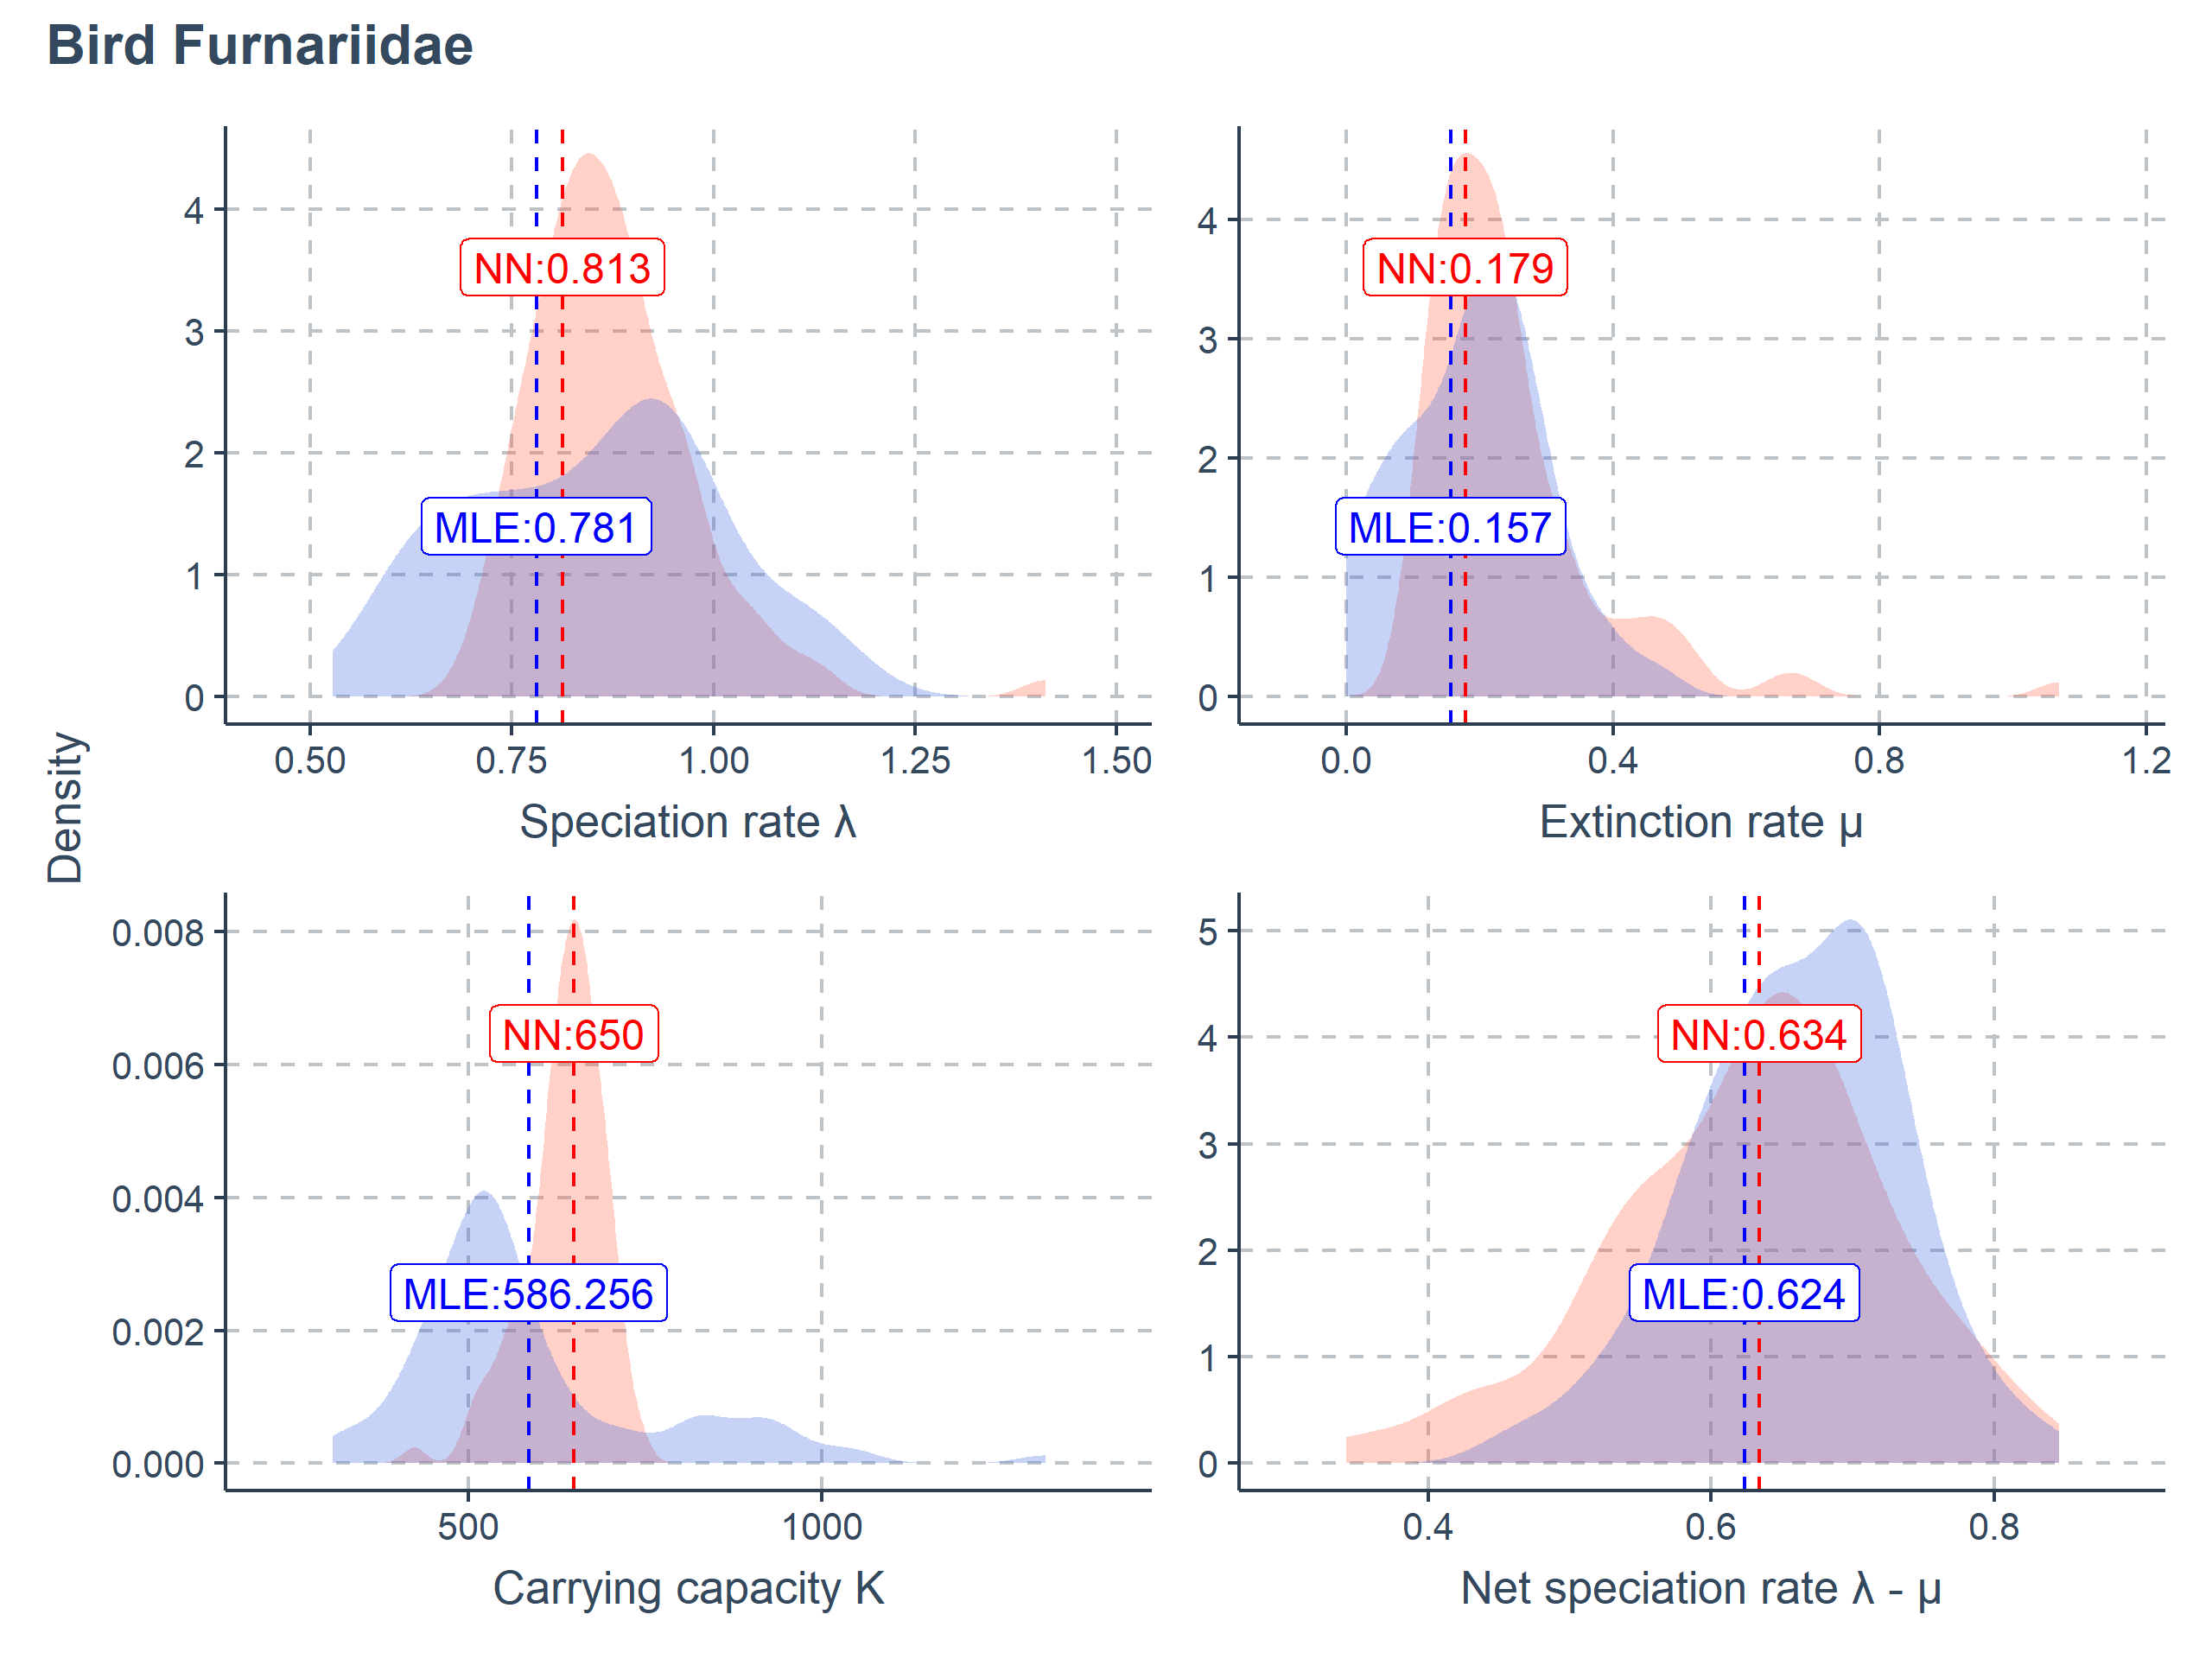 Bird Furnariidae
Density
4
3
2
1
0
NN:0.813
MLE:0.781
0.50 0.75 1.00 1.25 1.50
Speciation rate λ
4
3
2
1
0
NN:0.179
MLE:0.157
0.0 0.4 0.8 1.2
Extinction rate μ
0.008
0.006
0.004
0.002
0.000
NN:650
MLE:586.256
500 1000
Carrying capacity K
5
4
3
2
1
0
NN:0.634
MLE:0.624
0.4 0.6 0.8
Net speciation rate λ - μ